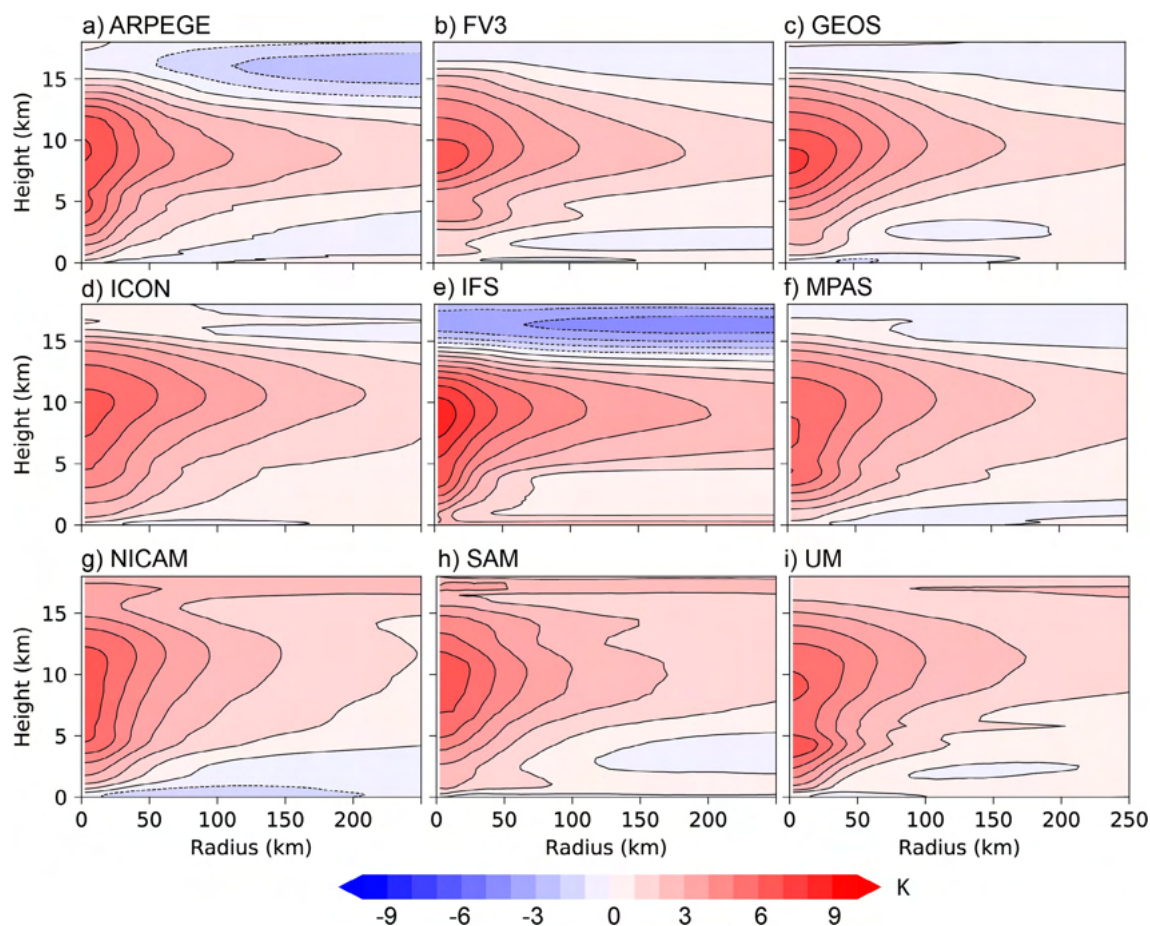 a) ARPEGE
b) FV3
c) GEOS
Height (km)
15
10
5
0
d) ICON
e) IFS
f) MPAS
Height (km)
15
10
5
0
g) NICAM
h) SAM
i) UM
Height (km)
15
10
5
0
0 50 100 150 200
0 50 100 150 200
0 50 100 150 200 250
Radius (km)
Radius (km)
Radius (km)
-9 -6 -3 0 3 6 9
K